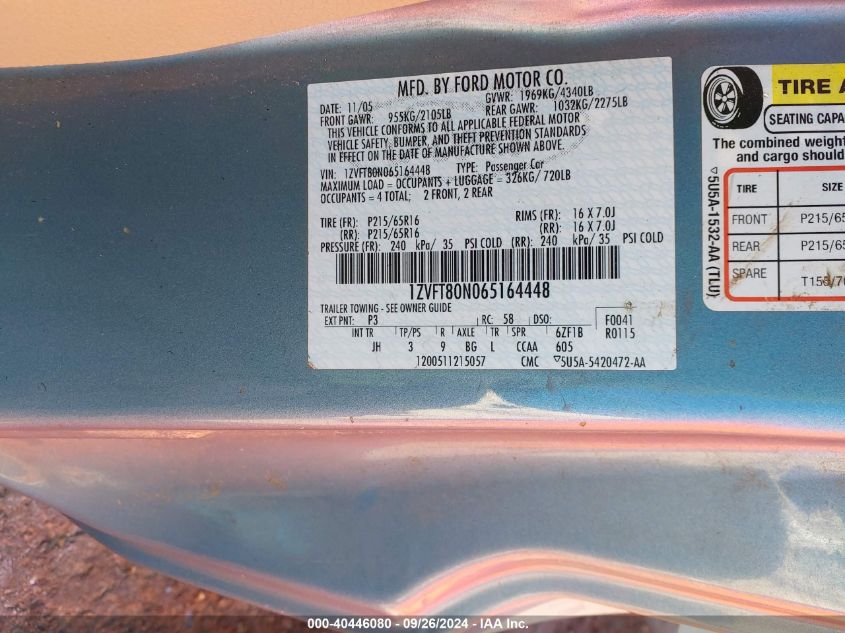 MFD. BY FORD MOTOR CO.
DATE: 11/05 GVWR: 1969KG/4340LB
FRONT GAWR: 955KG/2105LB REAR GAWR: 1032KG/2275LB
THIS VEHICLE CONFORMS TO ALL APPLICABLE FEDERAL MOTOR
VEHICLE SAFETY, BUMPER, AND THEFT PREVENTION STANDARDS
IN EFFECT ON THE DATE OF MANUFACTURE SHOWN ABOVE.
VIN: 1ZVFT80N065164448 TYPE: Passenger Car
MAXIMUM LOAD = OCCUPANTS + LUGGAGE = 326KG/720LB
OCCUPANTS = 4 TOTAL; 2 FRONT, 2 REAR
TIRE (FR): P215/65R16 RIMS (FR): 16 X 7.0J
(RR): P215/65R16 (RR): 16 X 7.0J
PRESSURE (FR): 240 kPa/ 35 PSI COLD (RR): 240 kPa/ 35 PSI COLD
1ZVFT80N065164448
TRAILER TOWING - SEE OWNER GUIDE
EXT PNT: P3 RC: 58 DSO: F0041
INT TR TP/PS R AXLE TR SPR 6ZF1B R0115
JH 3 9 BG L CCAA 605
1200511215057 CMC ▽5U5A-5420472-AA
TIRE A
SEATING CAPA
The combined weight
and cargo should
TIRE SIZE
FRONT P215/65
REAR P215/65
SPARE T155/70
▽5U5A-1532-AA (TLU)
000-40446080 - 09/26/2024 - IAA Inc.